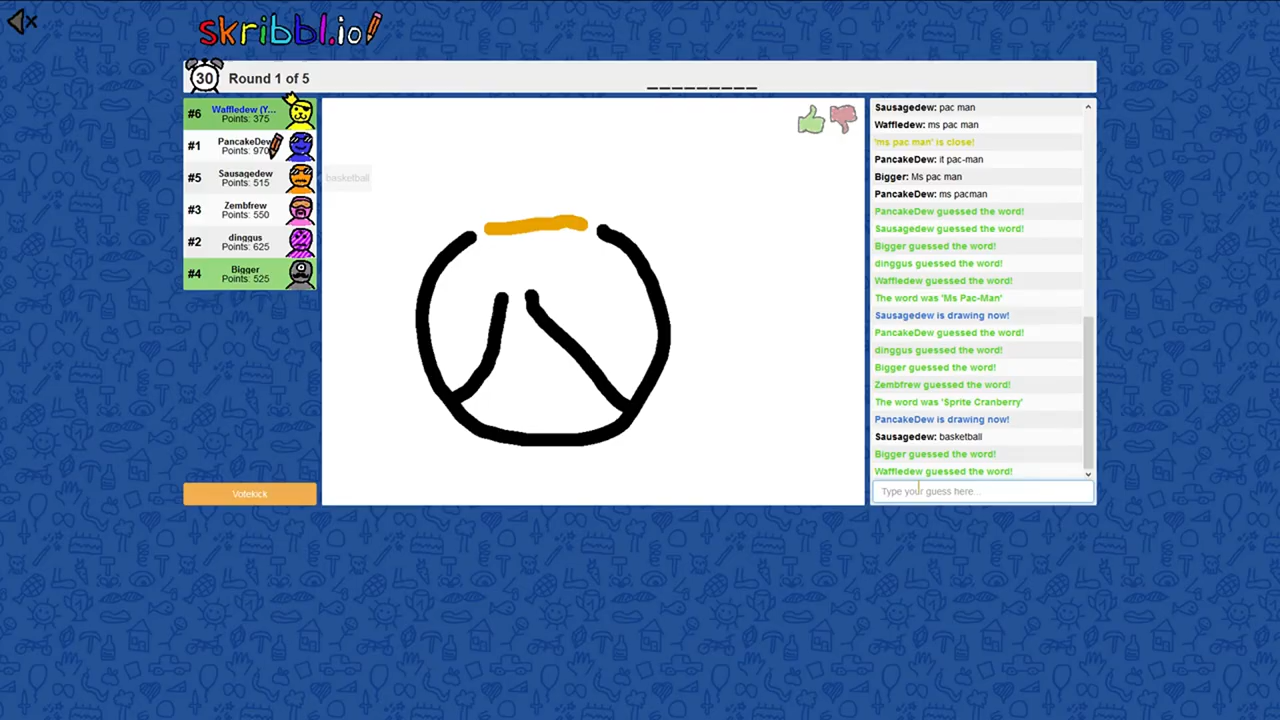 skribbl.io
30
Round 1 of 5
_ _ _ _ _ _ _ _ _
#6
Waffledew (Y...
Points: 375
#1
PancakeDew
Points: 970
#5
Sausagedew
Points: 515
#3
Zembfrew
Points: 550
#2
dinggus
Points: 625
#4
Bigger
Points: 525
Votekick
basketball
Sausagedew: pac man
Waffledew: ms pac man
'ms pac man' is close!
PancakeDew: it pac-man
Bigger: Ms pac man
PancakeDew: ms pacman
PancakeDew guessed the word!
Sausagedew guessed the word!
Bigger guessed the word!
dinggus guessed the word!
Waffledew guessed the word!
The word was 'Ms Pac-Man'
Sausagedew is drawing now!
PancakeDew guessed the word!
dinggus guessed the word!
Bigger guessed the word!
Zembfrew guessed the word!
The word was 'Sprite Cranberry'
PancakeDew is drawing now!
Sausagedew: basketball
Bigger guessed the word!
Waffledew guessed the word!
Type your guess here...